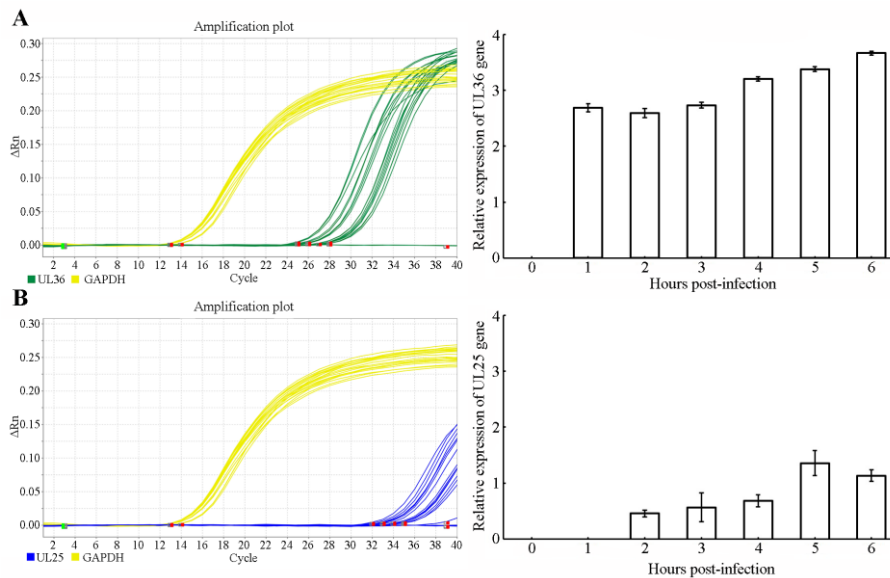 A
Amplification plot
0.30
0.25
0.20
0.15
0.10
0.05
0.00
ΔRn
2 4 6 8 10 12 14 16 18 20 22 24 26 28 30 32 34 36 38 40
Cycle
UL36 GAPDH
Relative expression of UL36 gene
4
3
2
1
0
0 1 2 3 4 5 6
Hours post-infection
B
Amplification plot
0.30
0.25
0.20
0.15
0.10
0.05
0.00
ΔRn
2 4 6 8 10 12 14 16 18 20 22 24 26 28 30 32 34 36 38 40
Cycle
UL25 GAPDH
Relative expression of UL25 gene
4
3
2
1
0
0 1 2 3 4 5 6
Hours post-infection